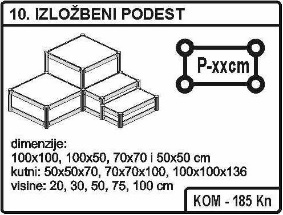 10. IZLOŽBENI PODEST
P-xxcm
dimenzije:
100x100, 100x50, 70x70 i 50x50 cm
kutni: 50x50x70, 70x70x100, 100x100x136
visine: 20, 30, 50, 75, 100 cm
KOM - 185 Kn